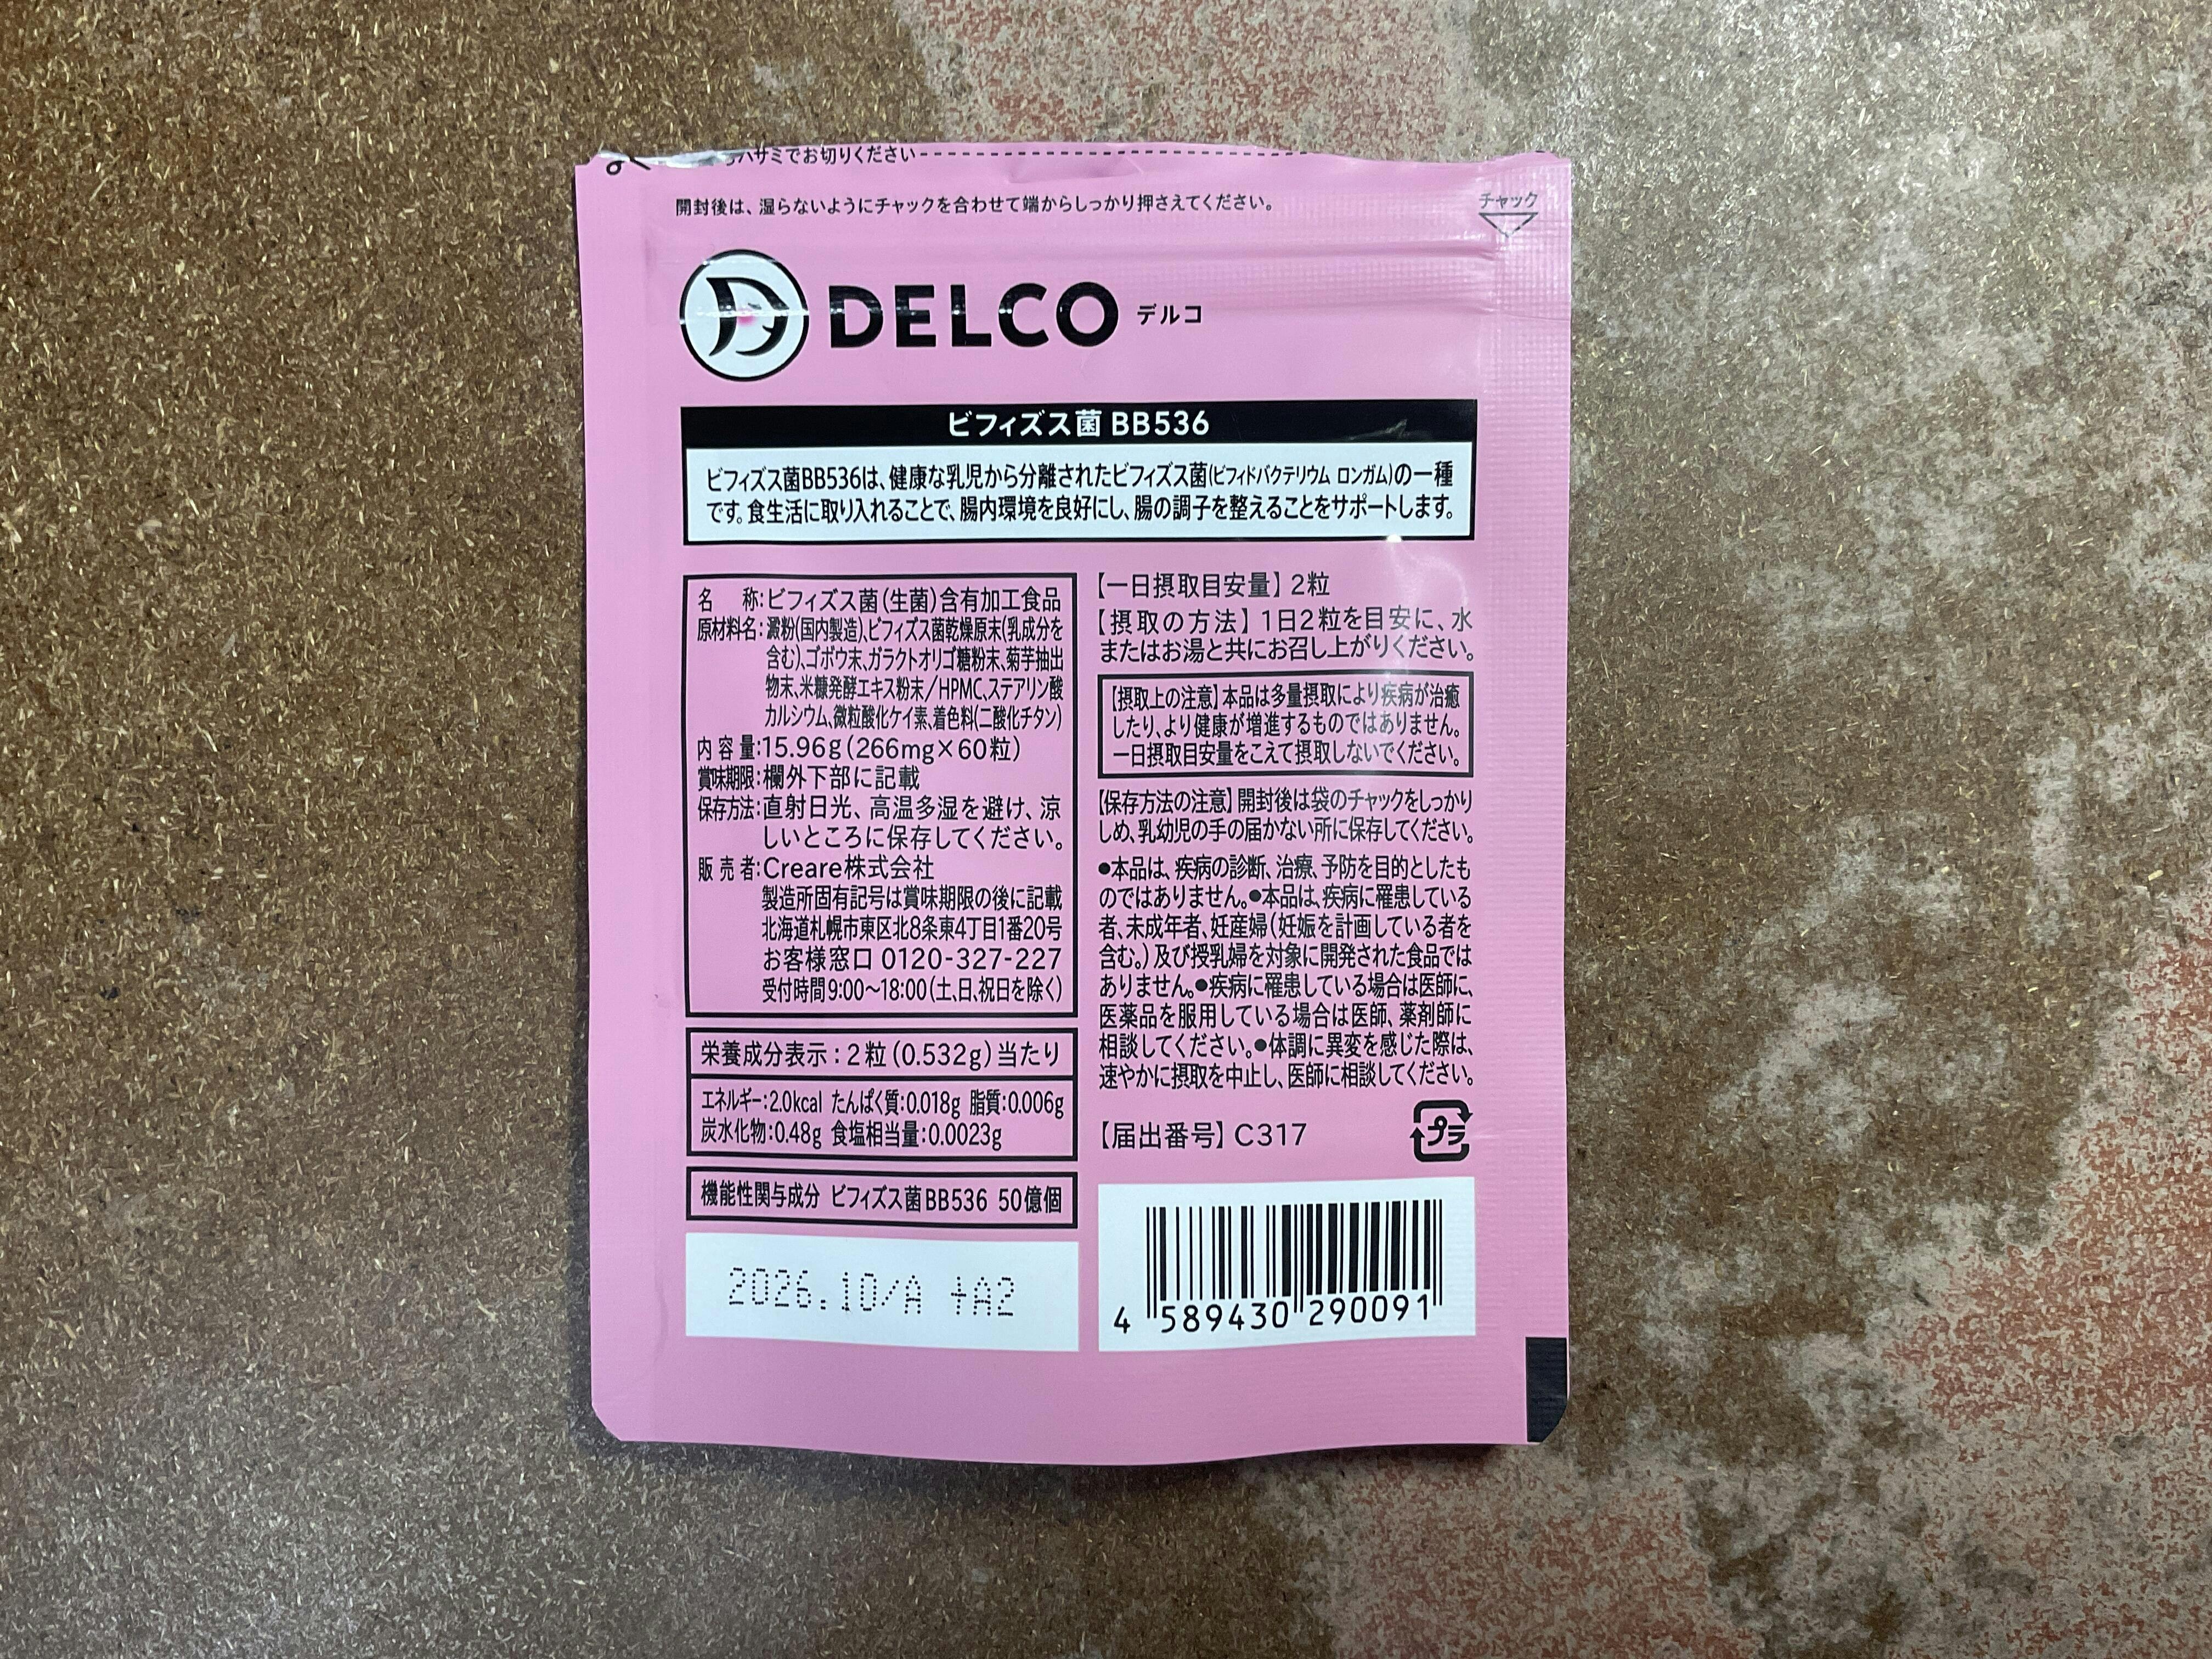 ハサミでお切りください
開封後は、湿らないようにチャックを合わせて端からしっかり押さえてください。
チャック
DELCO デルコ
ビフィズス菌 BB536
ビフィズス菌BB536は、健康な乳児から分離されたビフィズス菌(ビフィドバクテリウム ロンガム)の一種
です。食生活に取り入れることで、腸内環境を良好にし、腸の調子を整えることをサポートします。
名 称:ビフィズス菌(生菌)含有加工食品
原材料名:澱粉(国内製造)、ビフィズス菌乾燥原末(乳成分を
含む)、ゴボウ末、ガラクトオリゴ糖粉末、菊芋抽出
物末、米糠発酵エキス粉末/HPMC、ステアリン酸
カルシウム、微粒酸化ケイ素、着色料(二酸化チタン)
内容量:15.96g(266mg×60粒)
賞味期限:欄外下部に記載
保存方法:直射日光、高温多湿を避け、涼
しいところに保存してください。
販売者:Creare株式会社
製造所固有記号は賞味期限の後に記載
北海道札幌市東区北8条東4丁目1番20号
お客様窓口 0120-327-227
受付時間9:00〜18:00(土、日、祝日を除く)
栄養成分表示:2粒(0.532g)当たり
エネルギー:2.0kcal たんぱく質:0.018g 脂質:0.006g
炭水化物:0.48g 食塩相当量:0.0023g
機能性関与成分 ビフィズス菌BB536 50億個
2026.10/A +A2
【一日摂取目安量】2粒
【摂取の方法】1日2粒を目安に、水
またはお湯と共にお召し上がりください。
【摂取上の注意】本品は多量摂取により疾病が治癒
したり、より健康が増進するものではありません。
一日摂取目安量をこえて摂取しないでください。
【保存方法の注意】開封後は袋のチャックをしっかり
しめ、乳幼児の手の届かない所に保存してください。
●本品は、疾病の診断、治療、予防を目的としたも
のではありません。●本品は、疾病に罹患している
者、未成年者、妊産婦(妊娠を計画している者を
含む。)及び授乳婦を対象に開発された食品では
ありません。●疾病に罹患している場合は医師に、
医薬品を服用している場合は医師、薬剤師に
相談してください。●体調に異変を感じた際は、
速やかに摂取を中止し、医師に相談してください。
【届出番号】C317
プラ
4 589430 290091